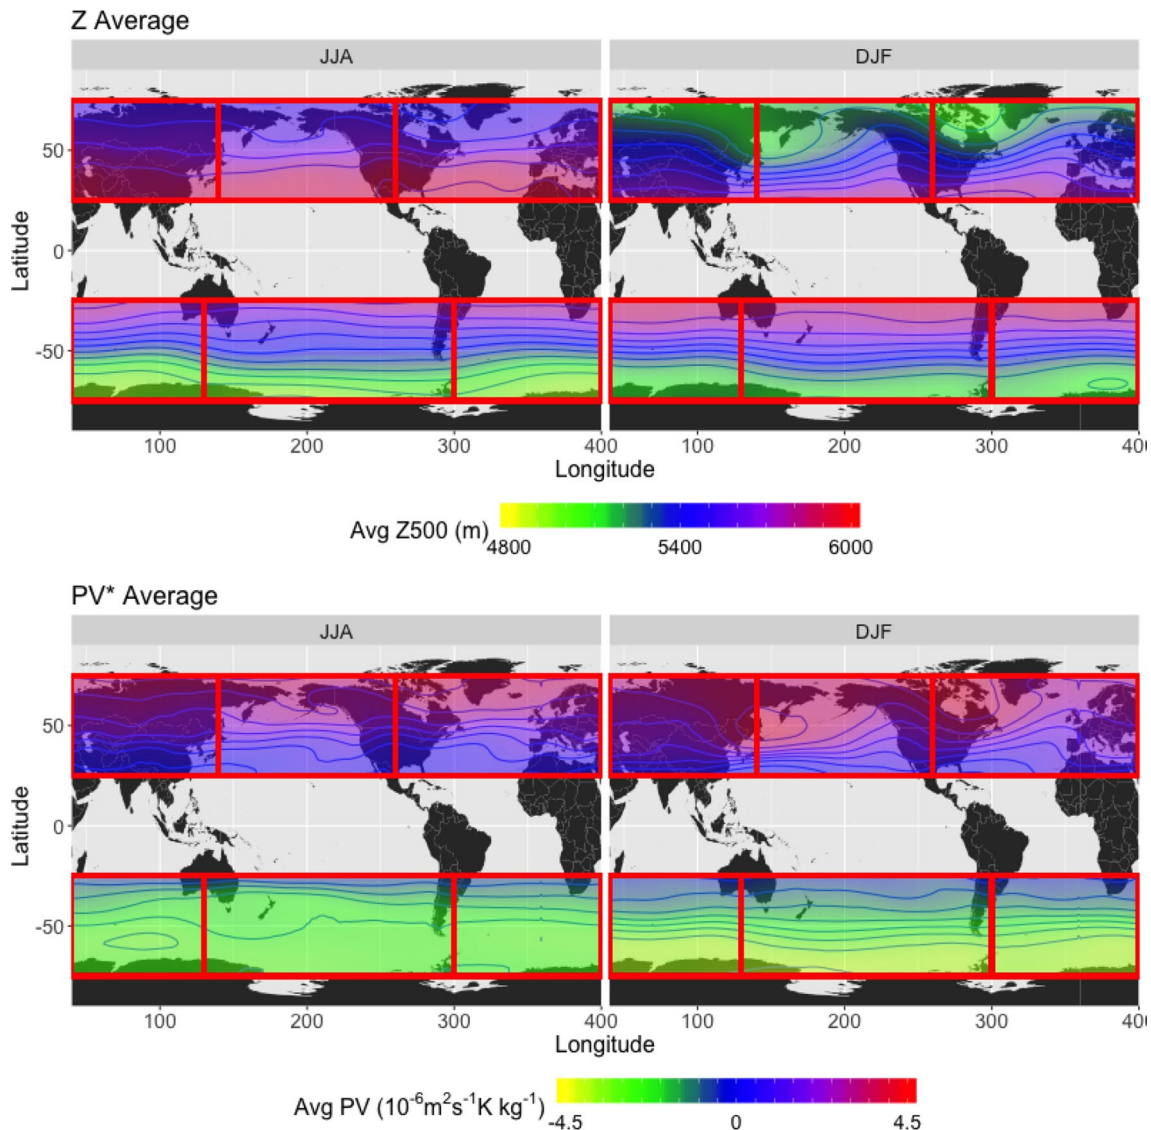 Z Average
JJA DJF
Latitude
50
0
-50
100 200 300 400 100 200 300 40
Longitude
Avg Z500 (m)
4800 5400 6000
PV* Average
JJA DJF
Latitude
50
0
-50
100 200 300 400 100 200 300 40
Longitude
Avg PV (10⁻⁶m²s⁻¹K kg⁻¹)
-4.5 0 4.5